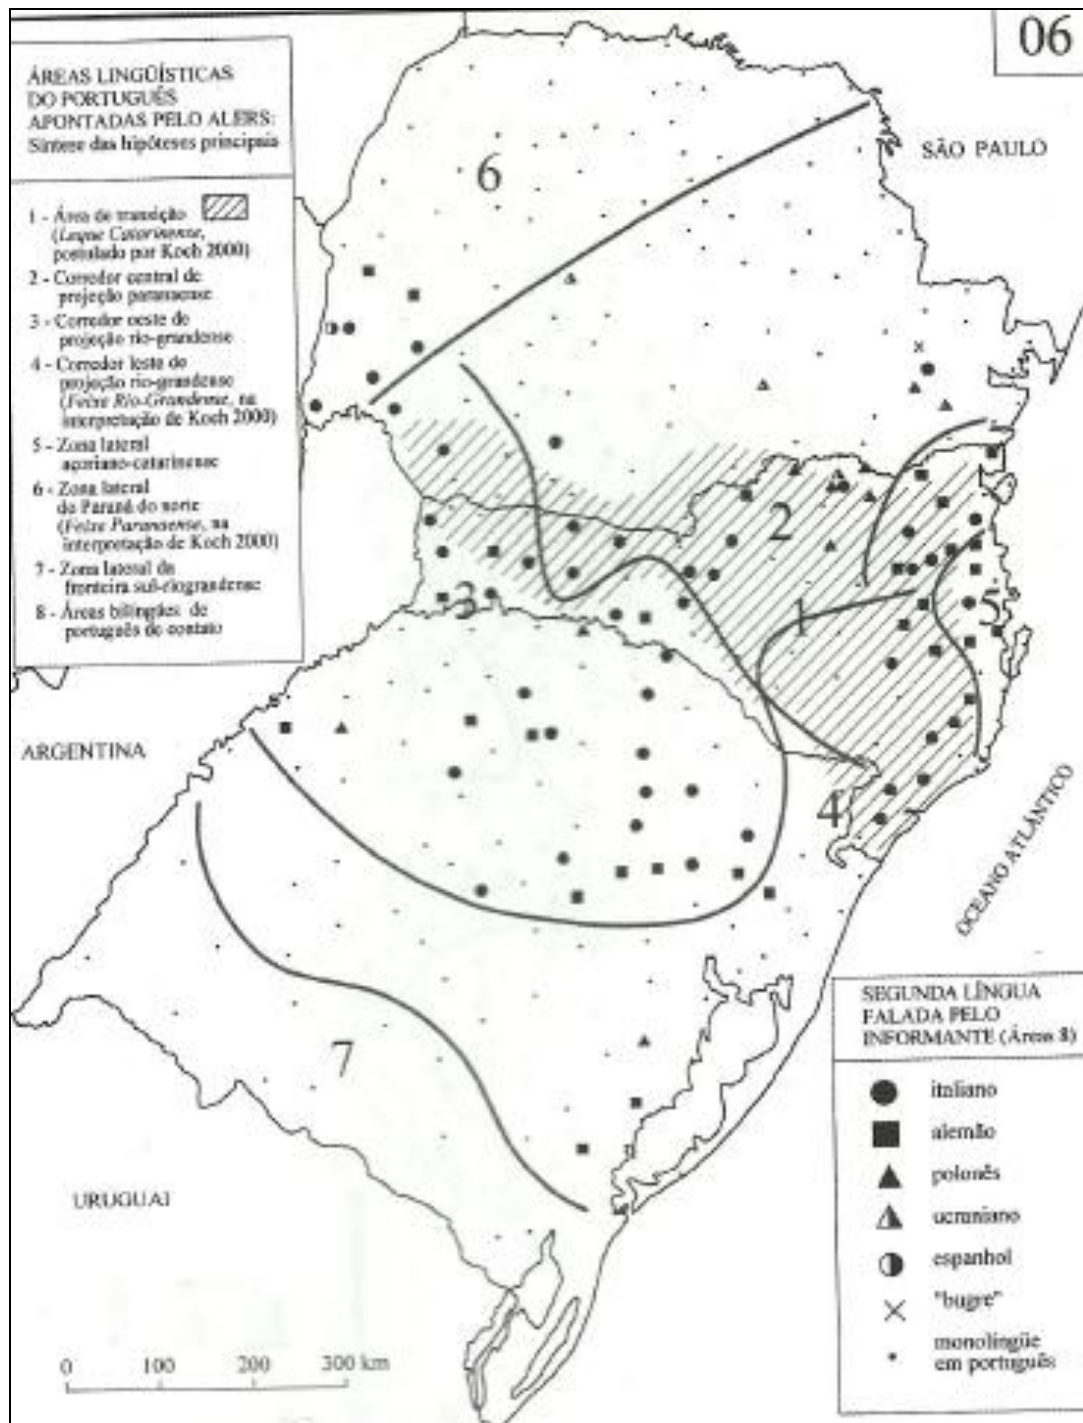 06
ÁREAS LINGÜÍSTICAS
DO PORTUGUÊS
APONTADAS PELO ALERS:
Síntese das hipóteses principais
1 - Área de transição
(Leque Catarinense,
postulado por Koch 2000)
2 - Corredor central de
projeção paranaense
3 - Corredor oeste de
projeção rio-grandense
4 - Corredor leste de
projeção rio-grandense
(Feixe Rio-Grandense, na
interpretação de Koch 2000)
5 - Zona lateral
açoriano-catarinense
6 - Zona lateral
do Paraná do norte
(Feixe Paranaense, na
interpretação de Koch 2000)
7 - Zona lateral da
fronteira sul-riograndense
8 - Áreas bilíngües de
português de contato
SÃO PAULO
6
2
3
1
5
ARGENTINA
4
OCEANO ATLÂNTICO
7
URUGUAI
SEGUNDA LÍNGUA
FALADA PELO
INFORMANTE (Áreas 8)
italiano
alemão
polonês
ucraniano
espanhol
"bugre"
monolíngüe
em português
0 100 200 300 km